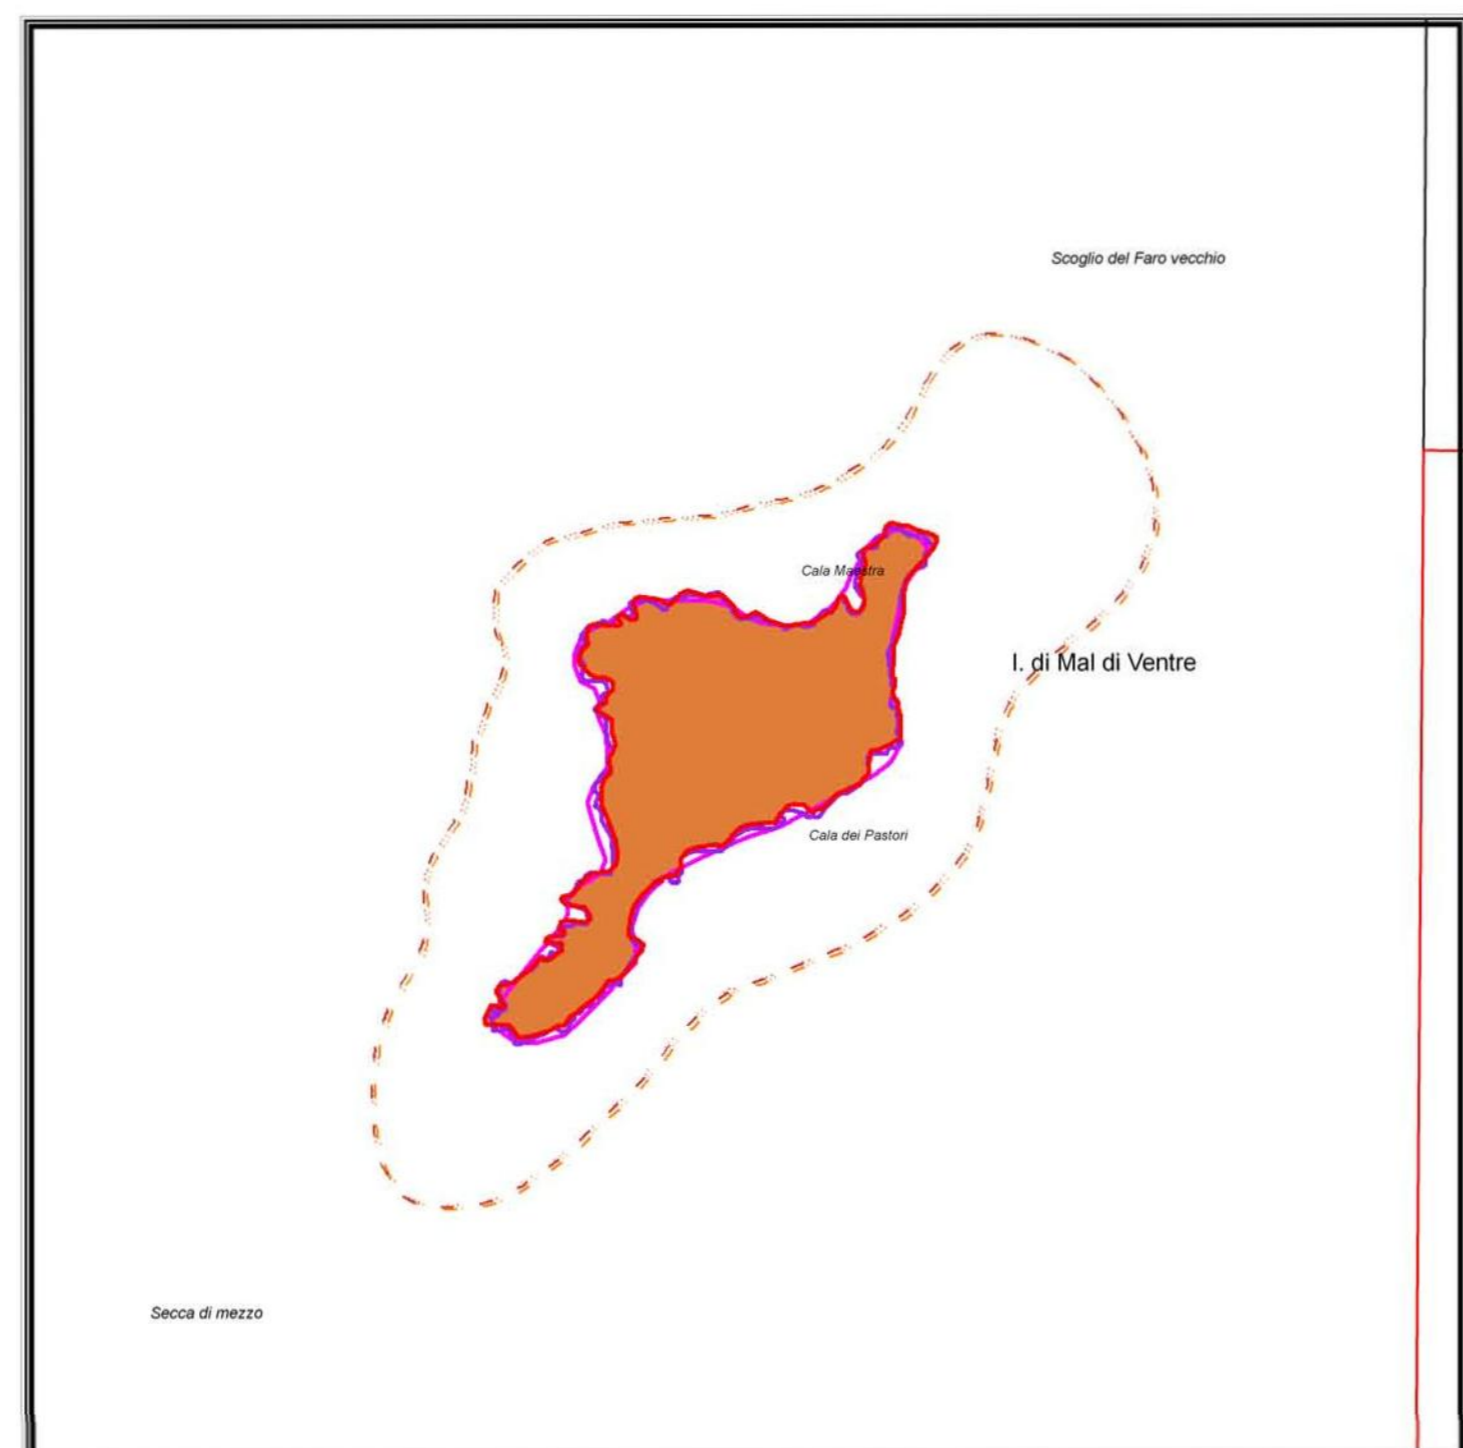 Scoglio del Faro vecchio
Cala Maestra
I. di Mal di Ventre
Cala dei Pastori
Secca di mezzo